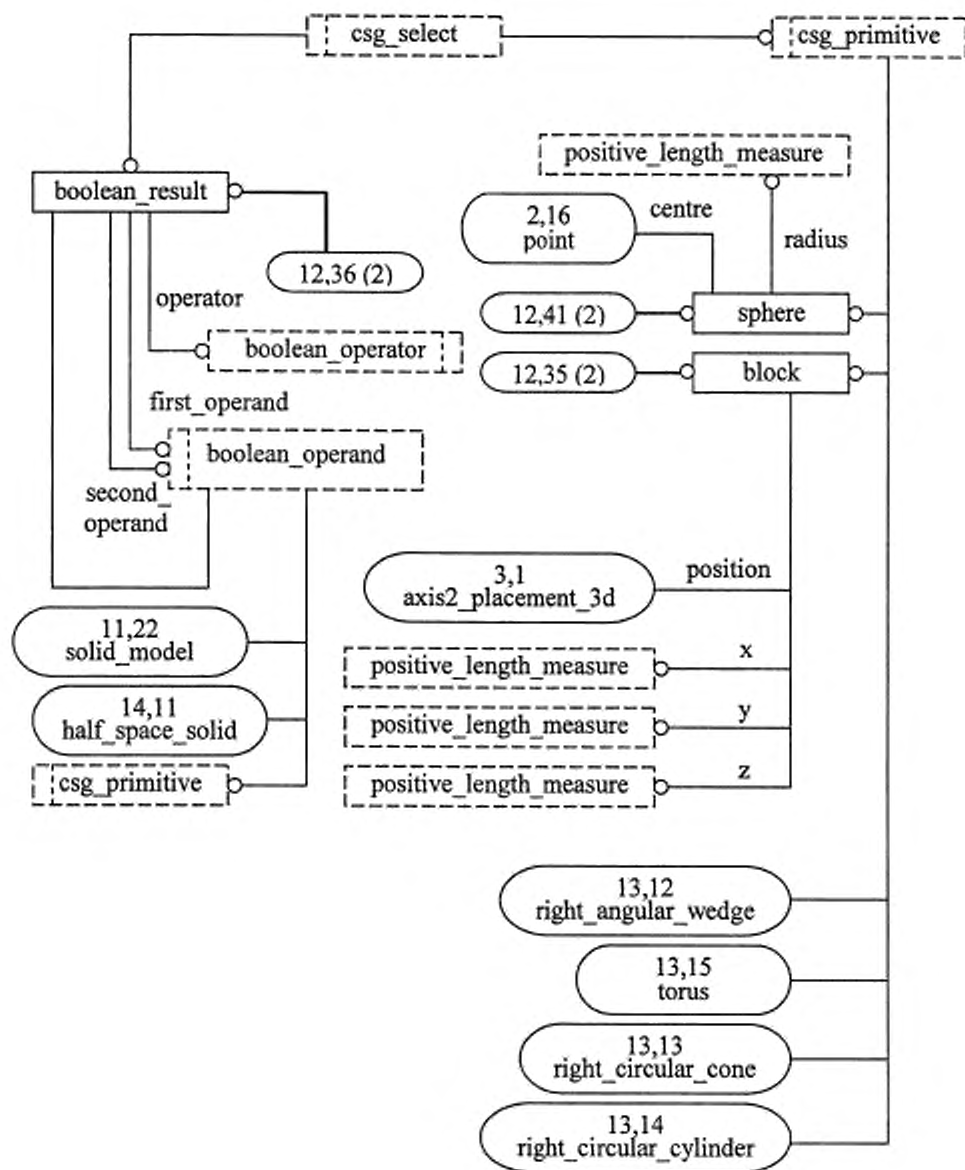 csg_select
csg_primitive
positive_length_measure
boolean_result
2,16
point
centre
radius
12,36 (2)
operator
12,41 (2)
sphere
boolean_operator
12,35 (2)
block
first_operand
boolean_operand
second_
operand
3,1
axis2_placement_3d
position
11,22
solid_model
positive_length_measure
x
14,11
half_space_solid
positive_length_measure
y
csg_primitive
positive_length_measure
z
13,12
right_angular_wedge
13,15
torus
13,13
right_circular_cone
13,14
right_circular_cylinder